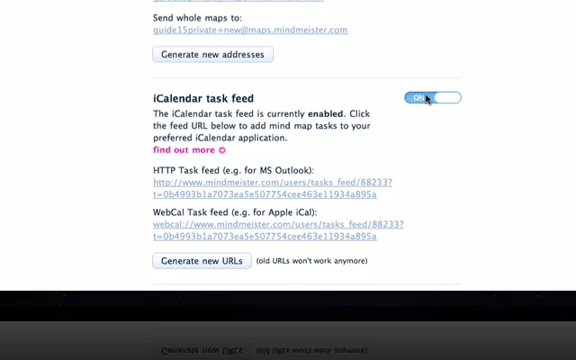 Send whole maps to:
guide15private+new@maps.mindmeister.com
Generate new addresses
iCalendar task feed
ON
The iCalendar task feed is currently enabled. Click
the feed URL below to add mind map tasks to your
preferred iCalendar application.
find out more
HTTP Task feed (e.g. for MS Outlook):
http://www.mindmeister.com/users/tasks_feed/88233?
t=0b4993b1a7073ea5e507754cee463e11934a895a
WebCal Task feed (e.g. for Apple iCal):
webcal://www.mindmeister.com/users/tasks_feed/88233?
t=0b4993b1a7073ea5e507754cee463e11934a895a
Generate new URLs (old URLs won't work anymore)